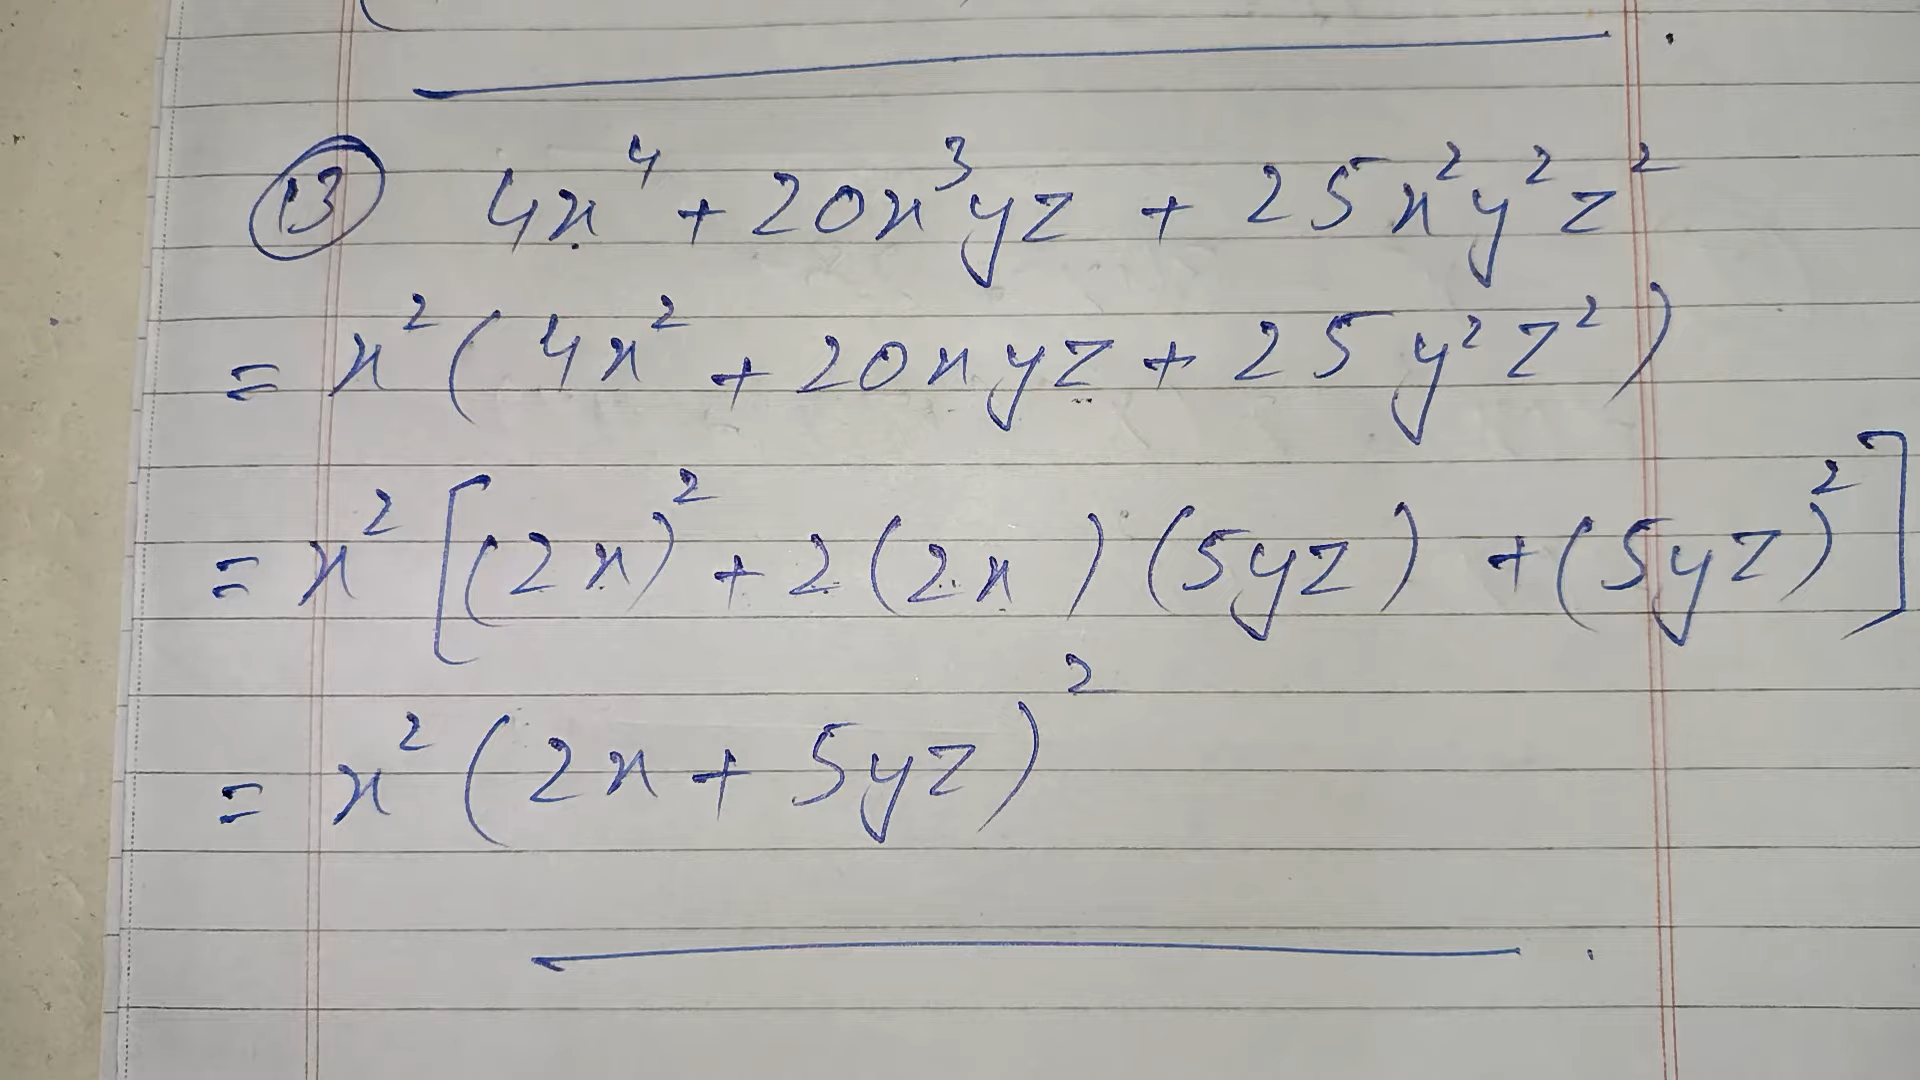 (13) 4x⁴ + 20x³yz + 25x²y²z²
= x² ( 4x² + 20xyz + 25y²z² )
= x² [ (2x)² + 2(2x)(5yz) + (5yz)² ]
= x² ( 2x + 5yz )²